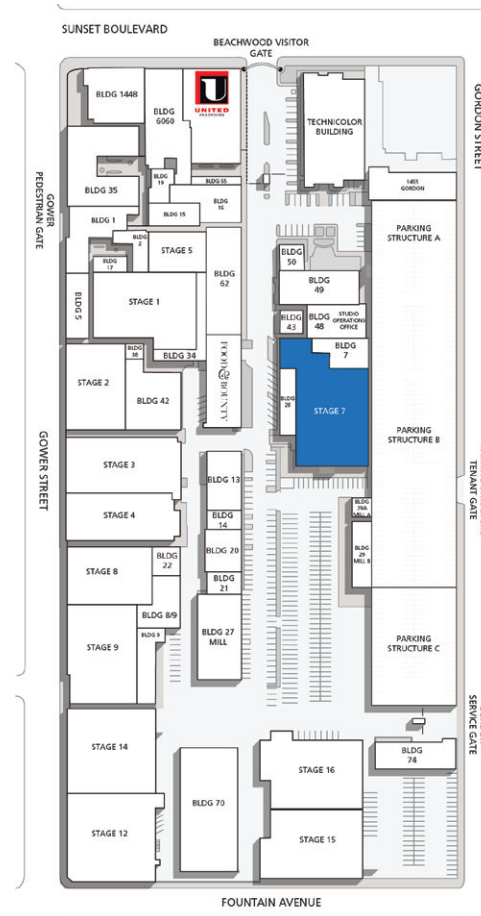 SUNSET BOULEVARD
BEACHWOOD VISITOR
GATE
GORDON STREET
BLDG 1448
BLDG
6060
U
UNITED
TECHNICOLOR
BUILDING
1455
GORDON
BLDG 35
BLDG
19
BLDG 55
BLDG
16
BLDG 15
GOWER
PEDESTRIAN GATE
BLDG 1
BLDG
2
STAGE 5
BLDG
17
BLDG
62
PARKING
STRUCTURE A
BLDG
50
BLDG
49
BLDG 5
STAGE 1
BLDG
43
BLDG
48
STUDIO
OPERATIONS
OFFICE
BLDG
7
BLDG
38
BLDG 34
FOOD & BOUNTY
STAGE 2
BLDG 42
BLDG
28
STAGE 7
PARKING
STRUCTURE B
GOWER STREET
STAGE 3
BLDG 13
TENANT GATE
STAGE 4
BLDG
14
BLDG
39A
MILL A
BLDG 20
BLDG
29
MILL B
STAGE 8
BLDG
22
BLDG
21
BLDG 8/9
BLDG 9
BLDG 27
MILL
STAGE 9
PARKING
STRUCTURE C
SERVICE GATE
STAGE 14
BLDG
74
STAGE 16
BLDG 70
STAGE 12
STAGE 15
FOUNTAIN AVENUE